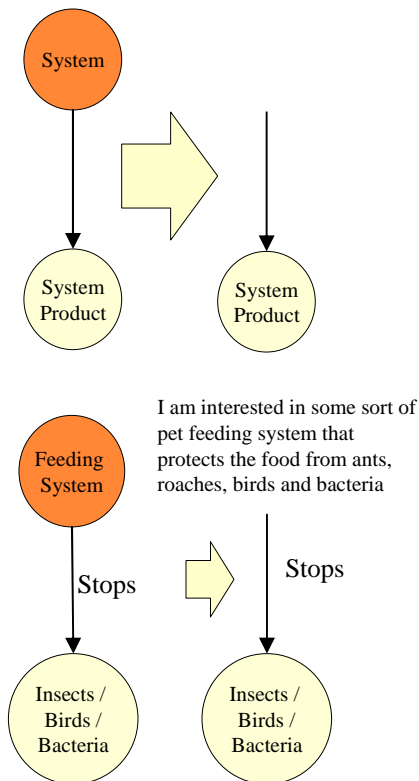 System
System
Product
System
Product
I am interested in some sort of
pet feeding system that
protects the food from ants,
roaches, birds and bacteria
Feeding
System
Stops
Stops
Insects /
Birds /
Bacteria
Insects /
Birds /
Bacteria